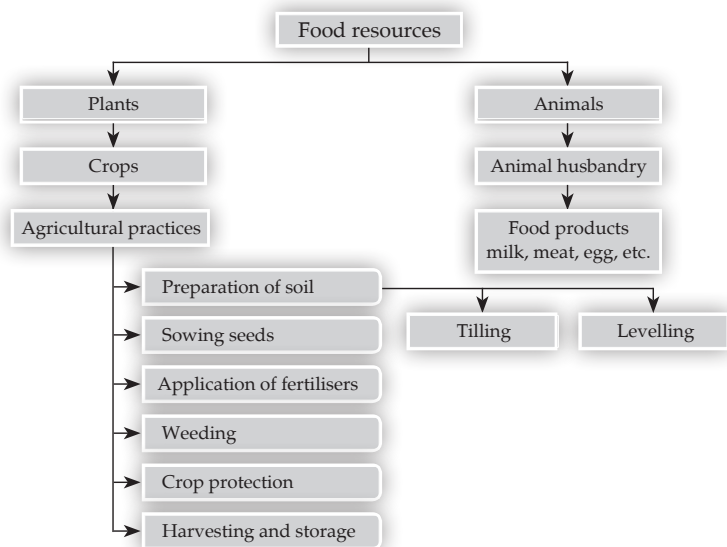 Food resources
Plants
Animals
Crops
Animal husbandry
Agricultural practices
Food products
milk, meat, egg, etc.
Preparation of soil
Tilling
Levelling
Sowing seeds
Application of fertilisers
Weeding
Crop protection
Harvesting and storage